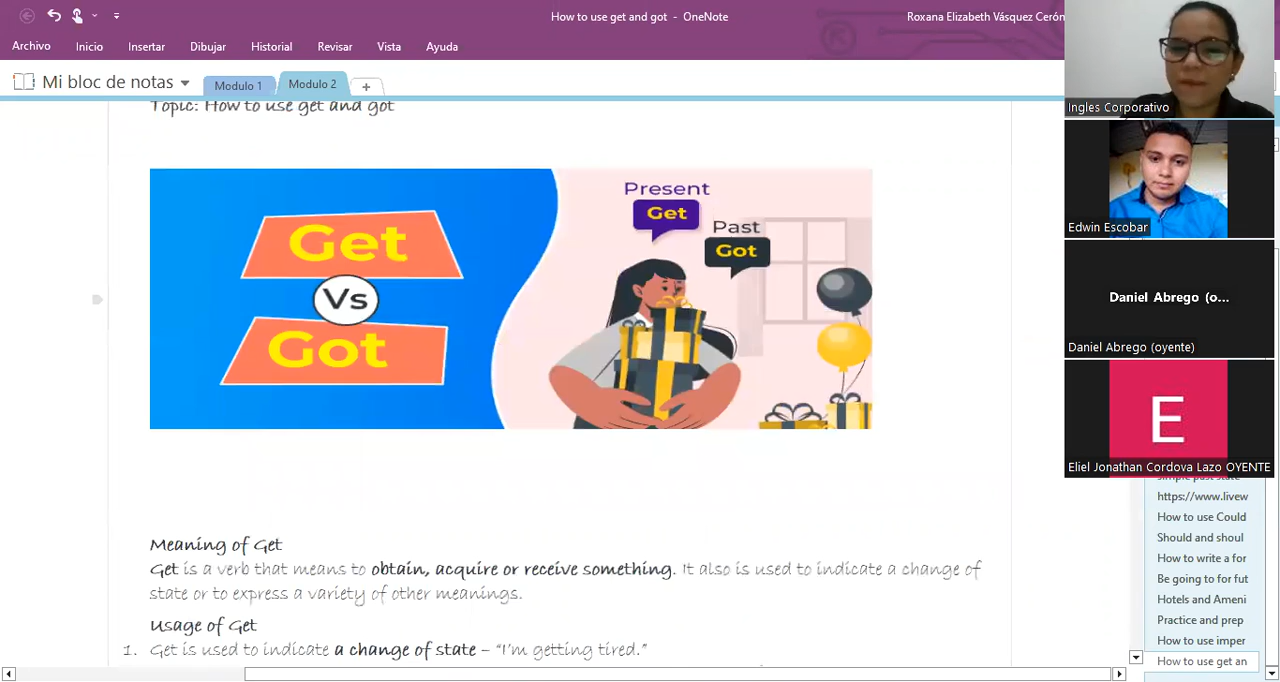 How to use get and got - OneNote
Roxana Elizabeth Vásquez Cerón
Archivo Inicio Insertar Dibujar Historial Revisar Vista Ayuda
Mi bloc de notas Modulo 1 Modulo 2 +
Topic: How to use get and got
Get
Vs
Got
Present
Get
Past
Got
Meaning of Get
Get is a verb that means to obtain, acquire or receive something. It also is used to indicate a change of
state or to express a variety of other meanings.
Usage of Get
1. Get is used to indicate a change of state – “I’m getting tired.”
Ingles Corporativo
Edwin Escobar
Daniel Abrego (o...
Daniel Abrego (oyente)
E
Eliel Jonathan Cordova Lazo OYENTE
https://www.livew
How to use Could
Should and shoul
How to write a for
Be going to for fut
Hotels and Ameni
Practice and prep
How to use imper
How to use get an